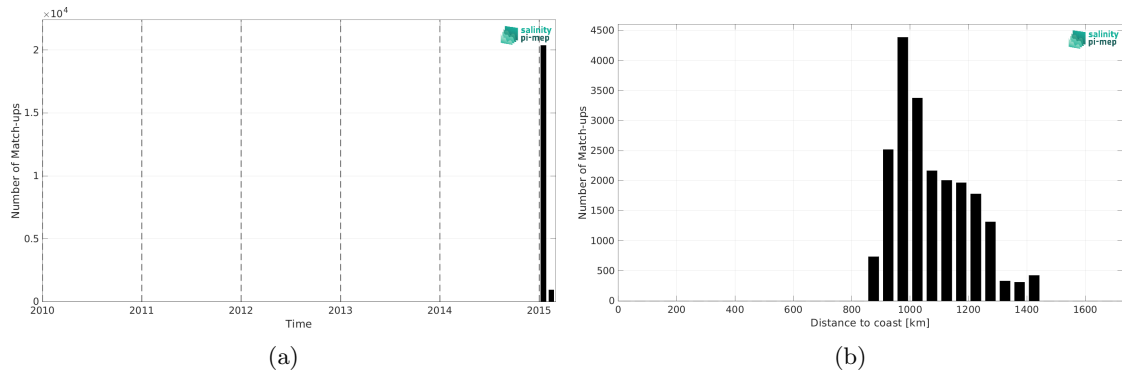 ×10⁴
salinity
pi-mep
2
1.5
1
0.5
0
Number of Match-ups
2010 2011 2012 2013 2014 2015
Time
(a)
salinity
pi-mep
4500
4000
3500
3000
2500
2000
1500
1000
500
0
Number of Match-ups
0 200 400 600 800 1000 1200 1400 1600
Distance to coast [km]
(b)